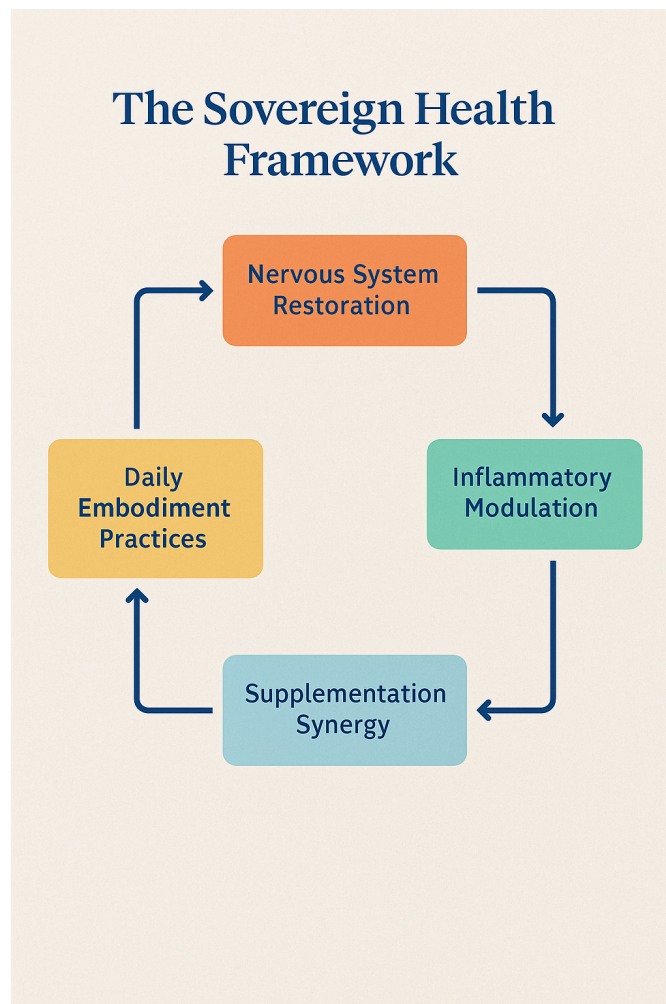 The Sovereign Health
Framework
Nervous System
Restoration
Inflammatory
Modulation
Supplementation
Synergy
Daily
Embodiment
Practices